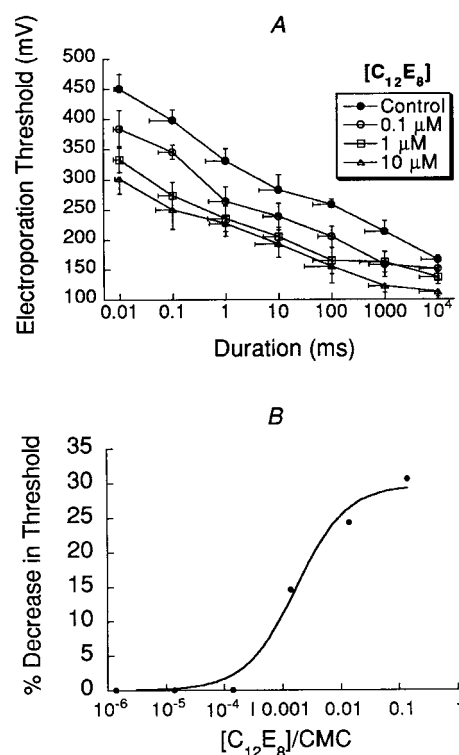 A
Electroporation Threshold (mV)
500
450
400
350
300
250
200
150
100
[C₁₂E₈]
Control
0.1 µM
1 µM
10 µM
0.01 0.1 1 10 100 1000 10⁴
Duration (ms)
B
% Decrease in Threshold
35
30
25
20
15
10
5
0
10⁻⁶ 10⁻⁵ 10⁻⁴ 0.001 0.01 0.1
[C₁₂E₈]/CMC